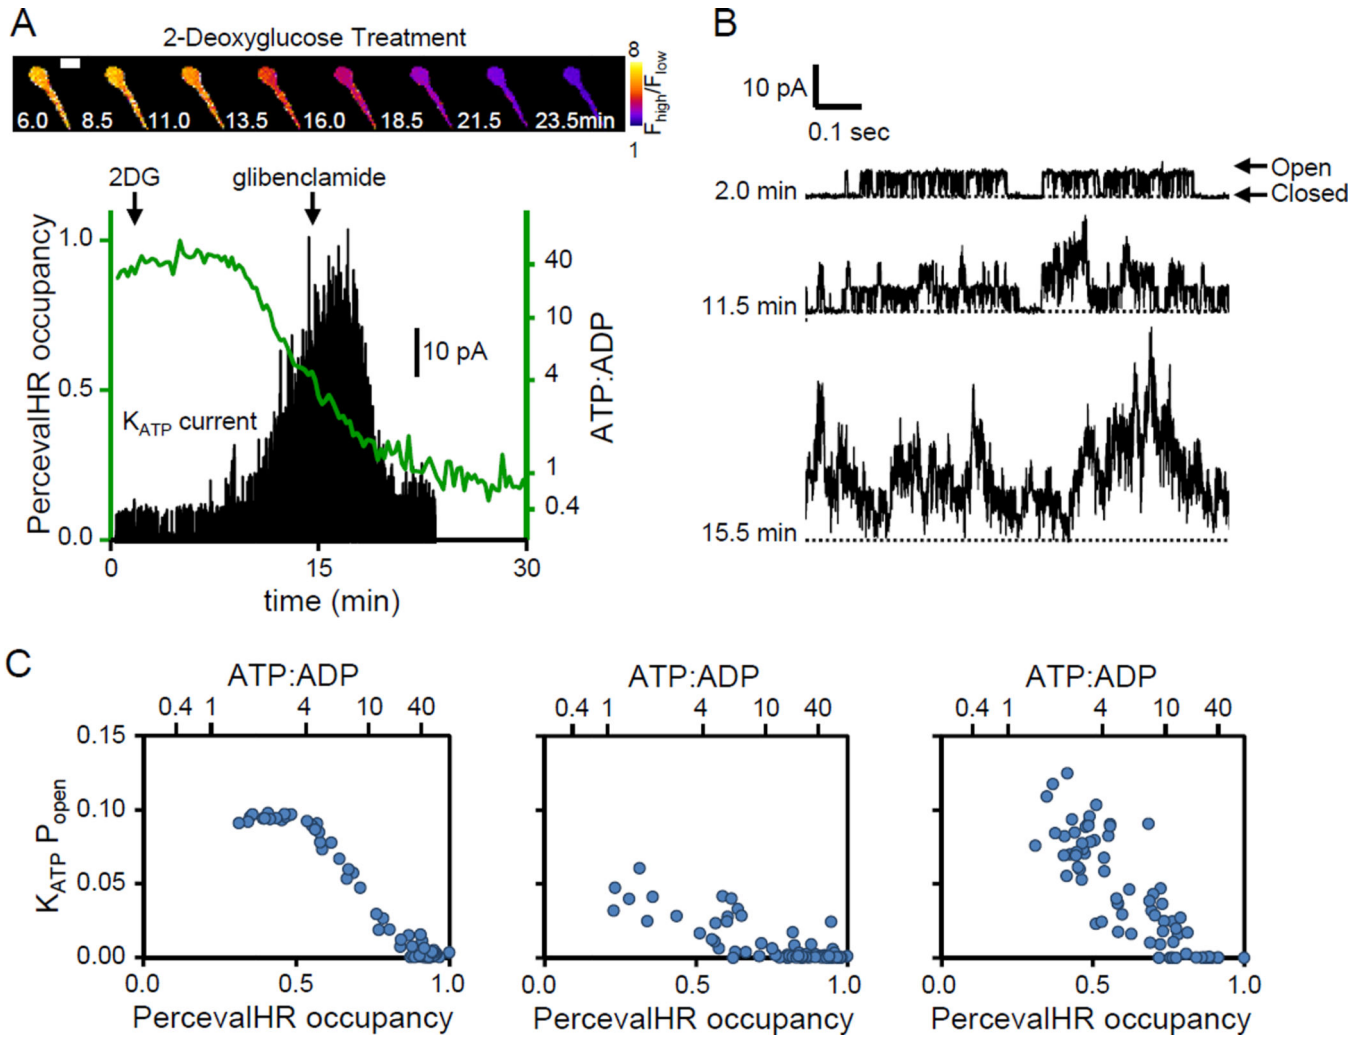 A
2-Deoxyglucose Treatment
6.0 8.5 11.0 13.5 16.0 18.5 21.5 23.5min
8
1
Fhigh/Flow
2DG
glibenclamide
PercevalHR occupancy
1.0
0.5
0.0
KATP current
10 pA
40
10
4
1
0.4
ATP:ADP
0 15 30
time (min)
B
10 pA
0.1 sec
2.0 min
Open
Closed
11.5 min
15.5 min
C
ATP:ADP ATP:ADP ATP:ADP
0.4 1 4 10 40 0.4 1 4 10 40 0.4 1 4 10 40
KATP Popen
0.15
0.10
0.05
0.00
0.0 0.5 1.0 0.0 0.5 1.0 0.0 0.5 1.0
PercevalHR occupancy PercevalHR occupancy PercevalHR occupancy